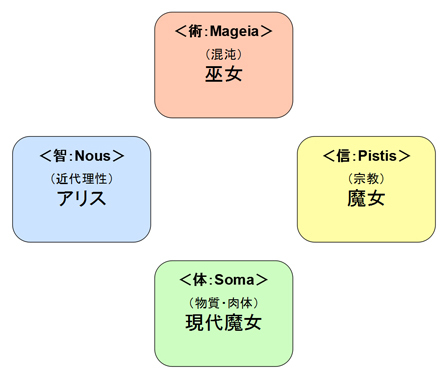 ＜術：Mageia＞
（混沌）
巫女
＜智：Nous＞
（近代理性）
アリス
＜信：Pistis＞
（宗教）
魔女
＜体：Soma＞
（物質・肉体）
現代魔女